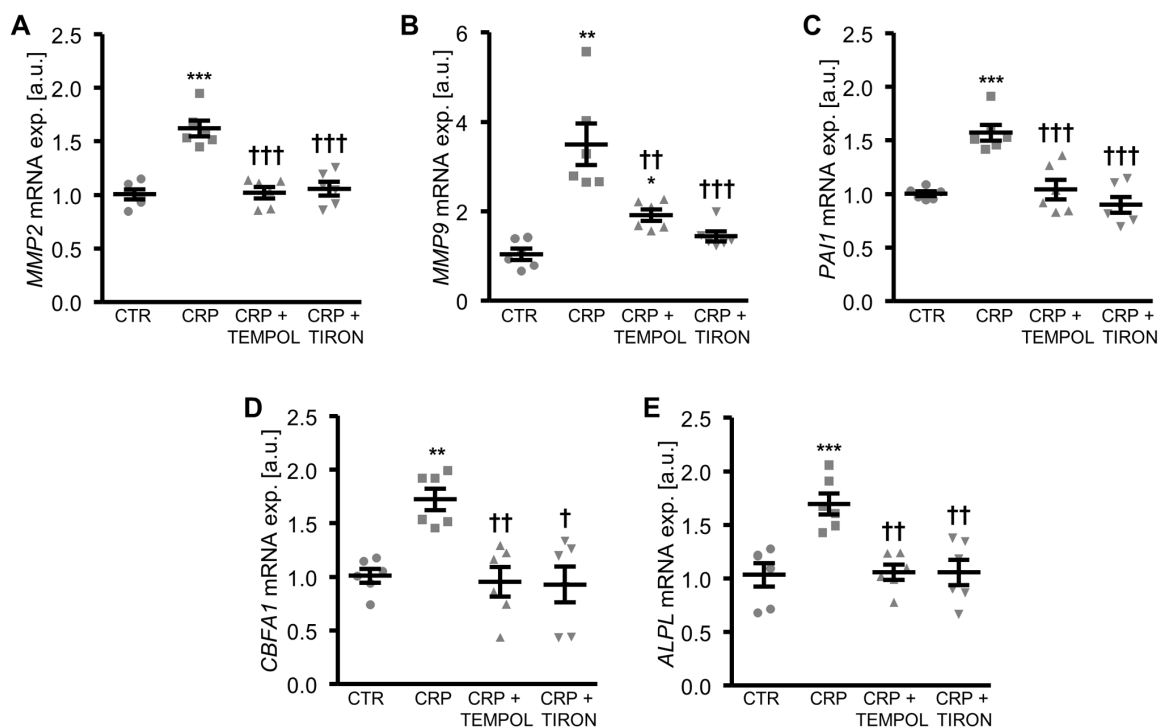 A
MMP2 mRNA exp. [a.u.]
2.5
2.0
1.5
1.0
0.5
0.0
***
†††
†††
CTR
CRP
CRP +
TEMPOL
CRP +
TIRON
B
MMP9 mRNA exp. [a.u.]
6
4
2
0
**
††
*
†††
CTR
CRP
CRP +
TEMPOL
CRP +
TIRON
C
PAI1 mRNA exp. [a.u.]
2.5
2.0
1.5
1.0
0.5
0.0
***
†††
†††
CTR
CRP
CRP +
TEMPOL
CRP +
TIRON
D
CBFA1 mRNA exp. [a.u.]
2.5
2.0
1.5
1.0
0.5
0.0
**
††
†
CTR
CRP
CRP +
TEMPOL
CRP +
TIRON
E
ALPL mRNA exp. [a.u.]
2.5
2.0
1.5
1.0
0.5
0.0
***
††
††
CTR
CRP
CRP +
TEMPOL
CRP +
TIRON